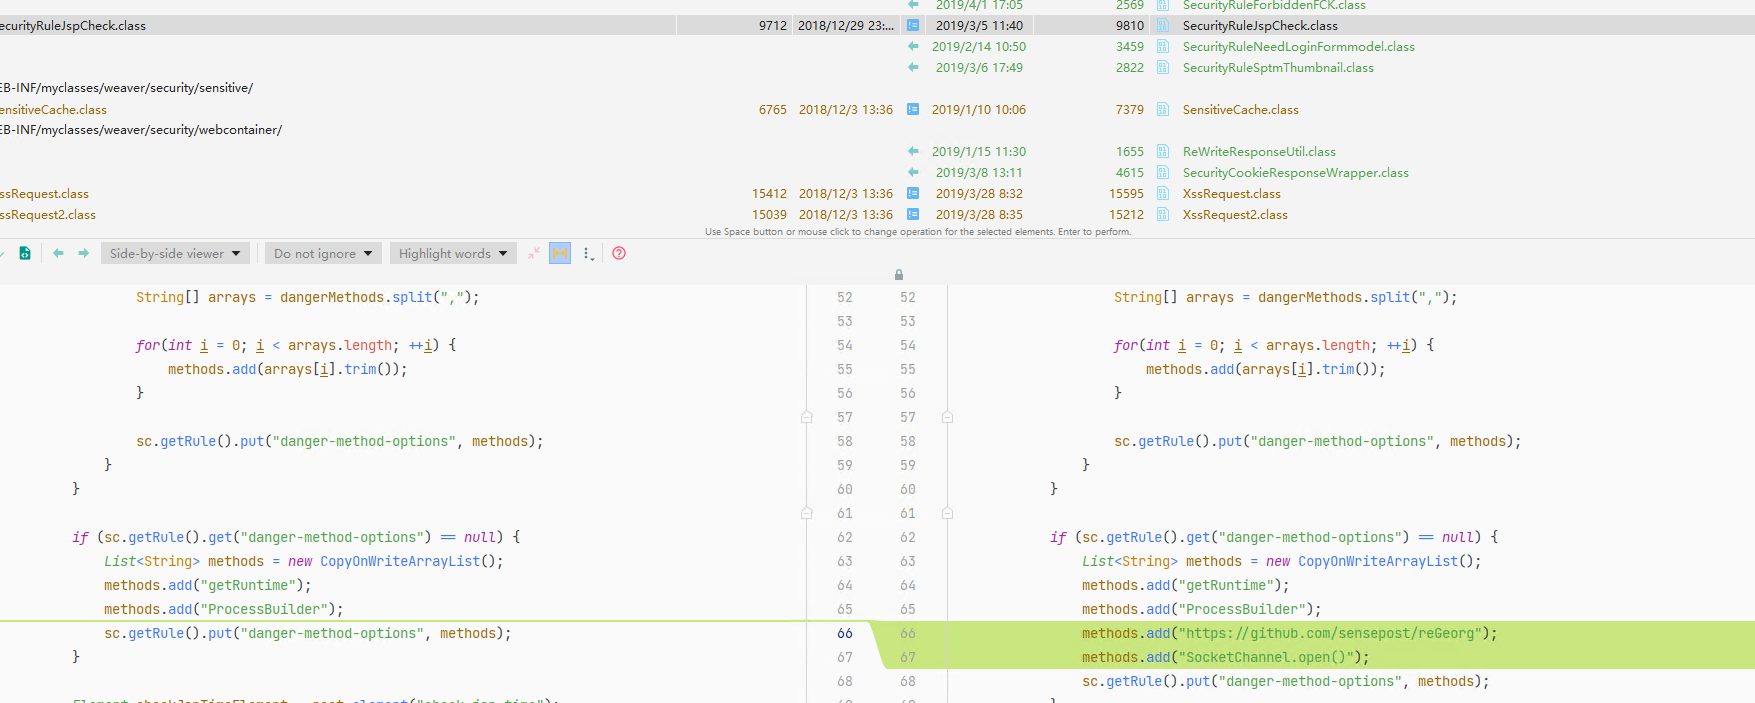 2019/4/1 17:05 2569 SecurityRuleForbiddenFCK.class
ecurityRuleJspCheck.class 9712 2018/12/29 23:... 2019/3/5 11:40 9810 SecurityRuleJspCheck.class
2019/2/14 10:50 3459 SecurityRuleNeedLoginFormmodel.class
2019/3/6 17:49 2822 SecurityRuleSptmThumbnail.class
EB-INF/myclasses/weaver/security/sensitive/
ensitiveCache.class 6765 2018/12/3 13:36 2019/1/10 10:06 7379 SensitiveCache.class
EB-INF/myclasses/weaver/security/webcontainer/
2019/1/15 11:30 1655 ReWriteResponseUtil.class
2019/3/8 13:11 4615 SecurityCookieResponseWrapper.class
ssRequest.class 15412 2018/12/3 13:36 2019/3/28 8:32 15595 XssRequest.class
ssRequest2.class 15039 2018/12/3 13:36 2019/3/28 8:35 15212 XssRequest2.class
Use Space button or mouse click to change operation for the selected elements. Enter to perform.
Side-by-side viewer Do not ignore Highlight words
String[] arrays = dangerMethods.split(","); 52 52 String[] arrays = dangerMethods.split(",");
53 53
for(int i = 0; i < arrays.length; ++i) { 54 54 for(int i = 0; i < arrays.length; ++i) {
methods.add(arrays[i].trim()); 55 55 methods.add(arrays[i].trim());
} 56 56 }
57 57
sc.getRule().put("danger-method-options", methods); 58 58 sc.getRule().put("danger-method-options", methods);
} 59 59 }
} 60 60 }
61 61
if (sc.getRule().get("danger-method-options") == null) { 62 62 if (sc.getRule().get("danger-method-options") == null) {
List<String> methods = new CopyOnWriteArrayList(); 63 63 List<String> methods = new CopyOnWriteArrayList();
methods.add("getRuntime"); 64 64 methods.add("getRuntime");
methods.add("ProcessBuilder"); 65 65 methods.add("ProcessBuilder");
sc.getRule().put("danger-method-options", methods); 66 66 methods.add("https://github.com/sensepost/reGeorg");
} 67 67 methods.add("SocketChannel.open()");
68 68 sc.getRule().put("danger-method-options", methods);